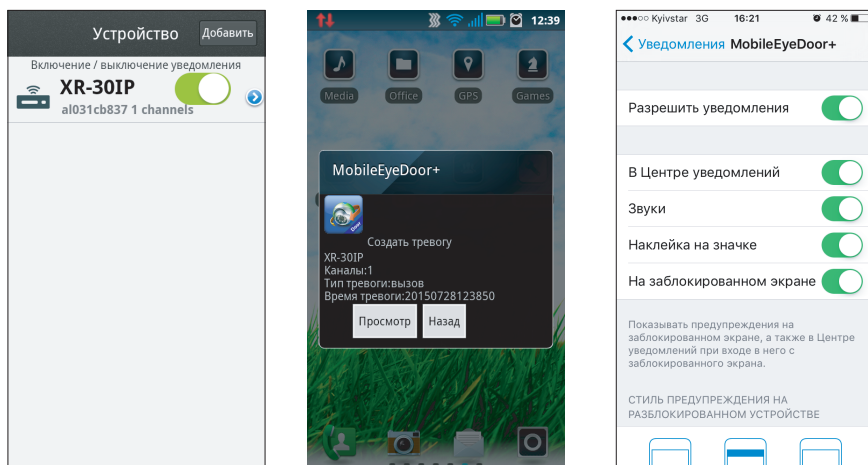 Устройство
Добавить
Включение / выключение уведомления
XR-30IP
al031cb837 1 channels
12:39
Media
Office
GPS
Games
MobileEyeDoor+
Door
Создать тревогу
XR-30IP
Каналы:1
Тип тревоги:вызов
Время тревоги:20150728123850
Просмотр
Назад
Kyivstar 3G 16:21 42 %
Уведомления MobileEyeDoor+
Разрешить уведомления
В Центре уведомлений
Звуки
Наклейка на значке
На заблокированном экране
Показывать предупреждения на
заблокированном экране, а также в Центре
уведомлений при входе в него с
заблокированного экрана.
СТИЛЬ ПРЕДУПРЕЖДЕНИЯ НА
РАЗБЛОКИРОВАННОМ УСТРОЙСТВЕ